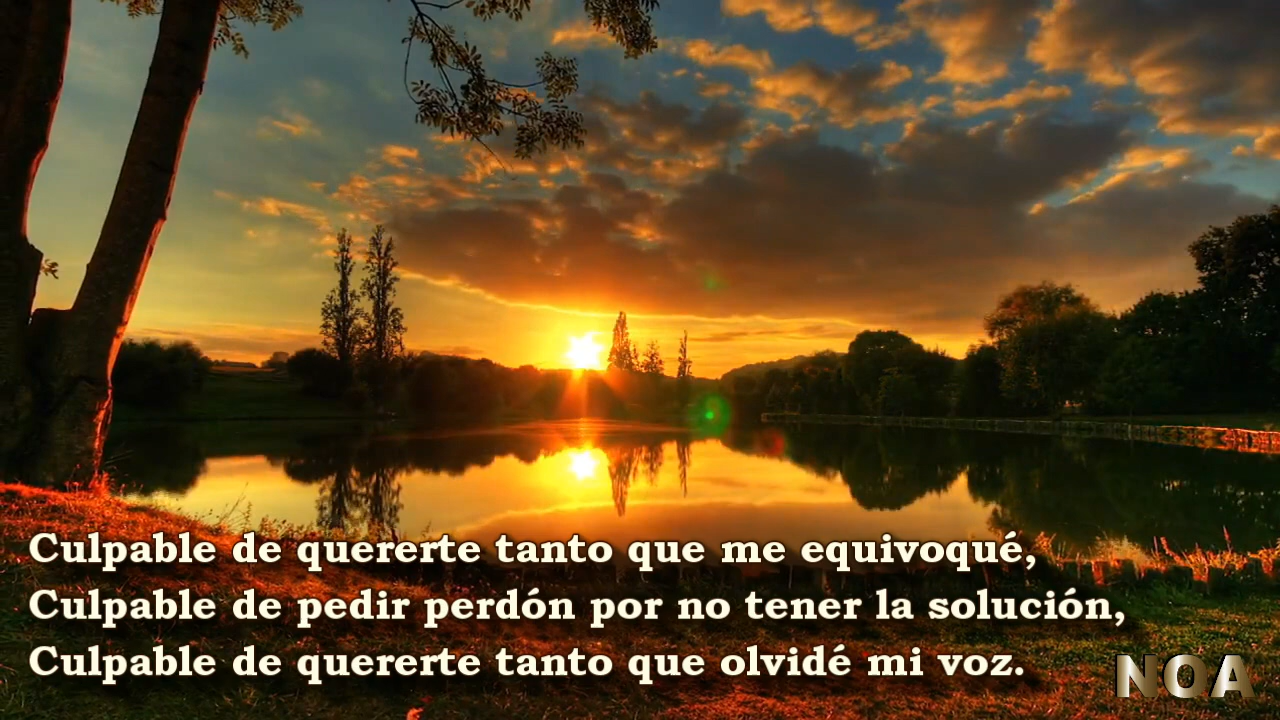 Culpable de quererte tanto que me equivoqué,
Culpable de pedir perdón por no tener la solución,
Culpable de quererte tanto que olvidé mi voz.
NOA